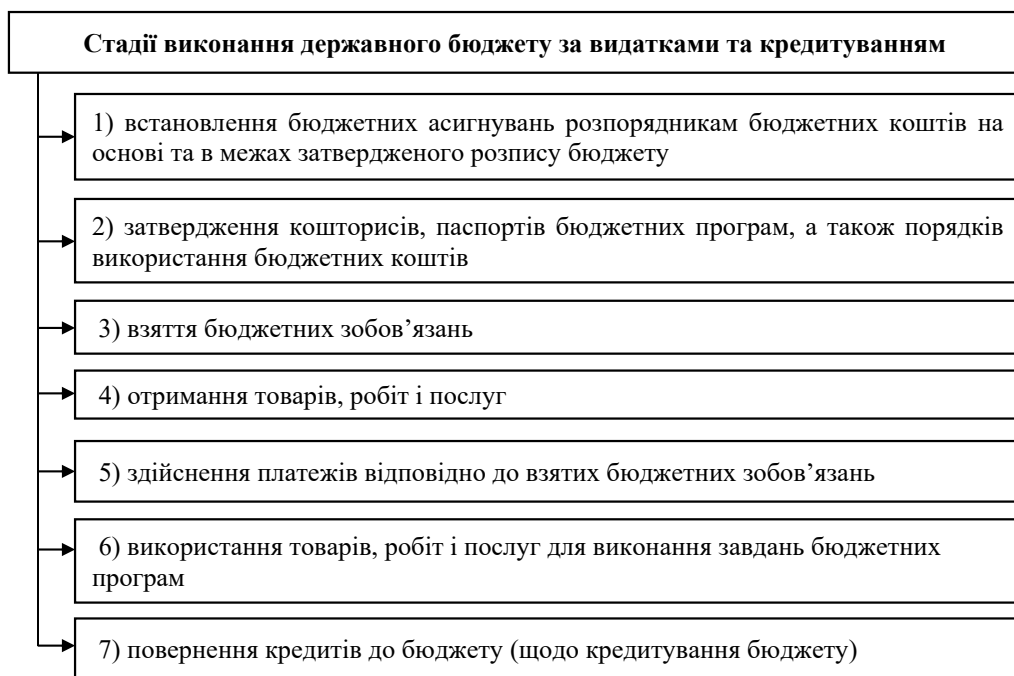 Стадії виконання державного бюджету за видатками та кредитуванням
1) встановлення бюджетних асигнувань розпорядникам бюджетних коштів на
основі та в межах затвердженого розпису бюджету
2) затвердження кошторисів, паспортів бюджетних програм, а також порядків
використання бюджетних коштів
3) взяття бюджетних зобов’язань
4) отримання товарів, робіт і послуг
5) здійснення платежів відповідно до взятих бюджетних зобов’язань
6) використання товарів, робіт і послуг для виконання завдань бюджетних
програм
7) повернення кредитів до бюджету (щодо кредитування бюджету)